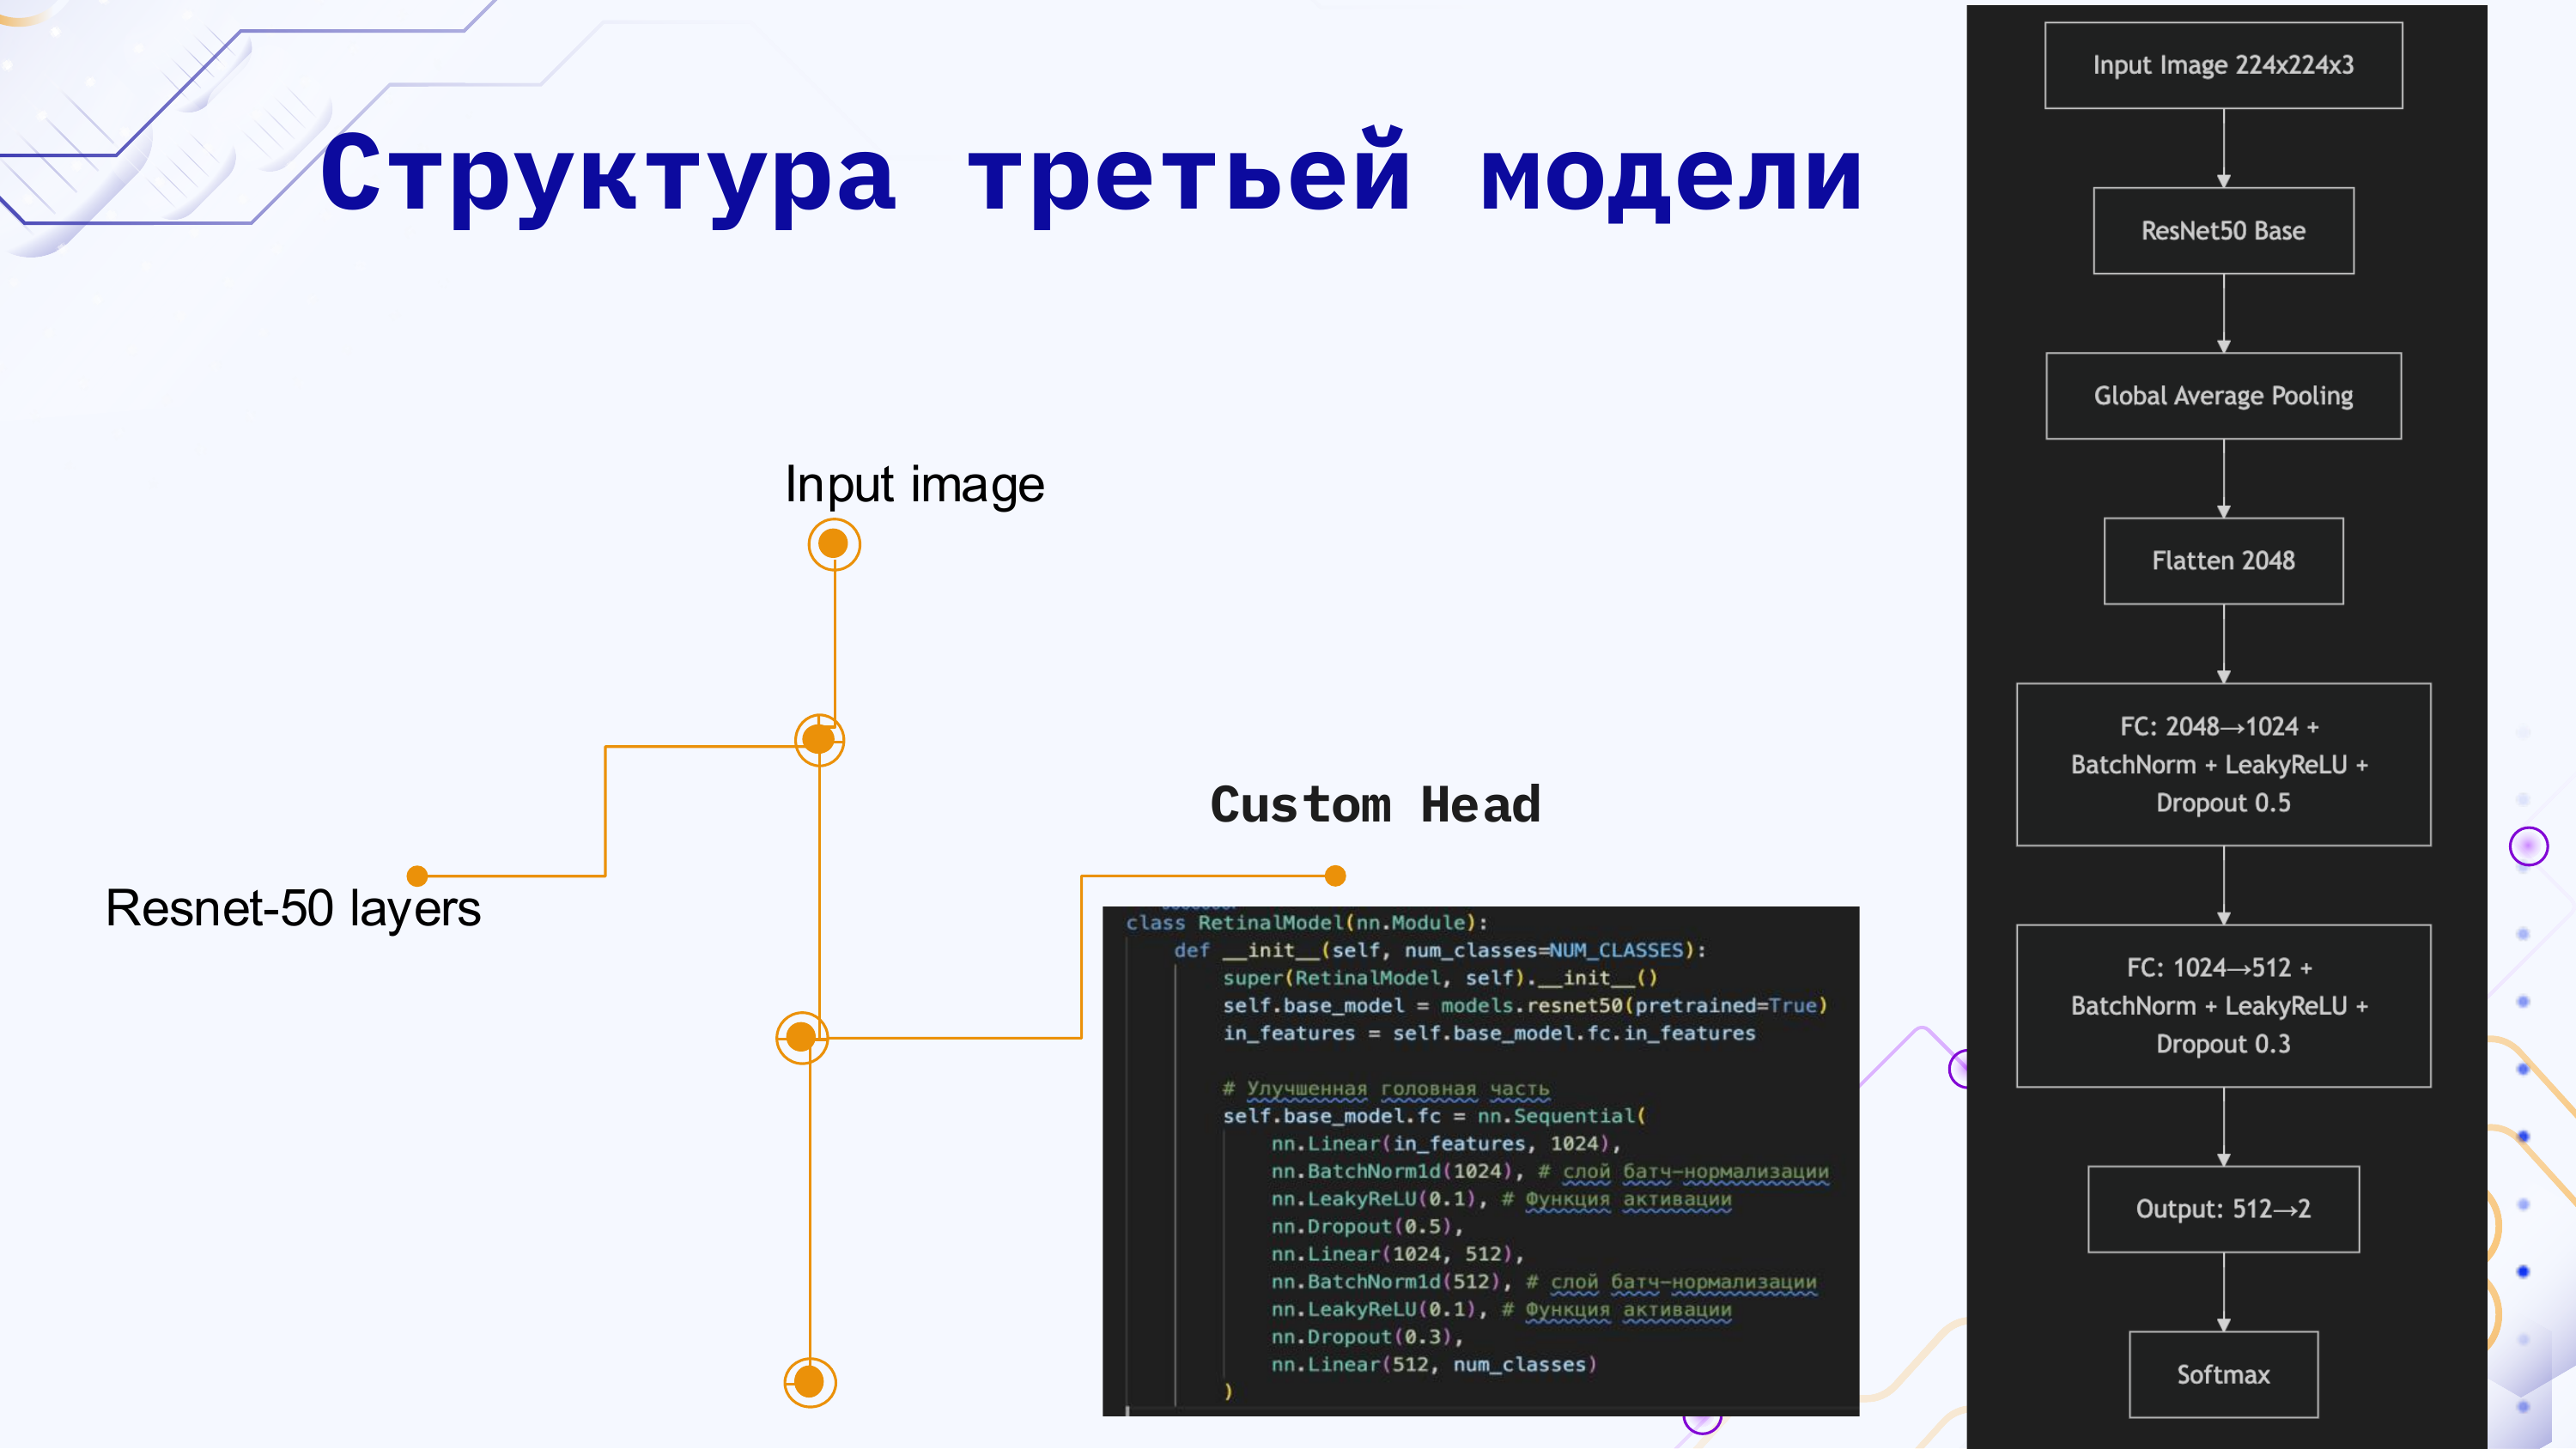 Структура третьей модели
Input image
Resnet-50 layers
Custom Head
class RetinalModel(nn.Module):
def __init__(self, num_classes=NUM_CLASSES):
super(RetinalModel, self).__init__()
self.base_model = models.resnet50(pretrained=True)
in_features = self.base_model.fc.in_features
# Улучшенная головная часть
self.base_model.fc = nn.Sequential(
nn.Linear(in_features, 1024),
nn.BatchNorm1d(1024), # слой батч-нормализации
nn.LeakyReLU(0.1), # Функция активации
nn.Dropout(0.5),
nn.Linear(1024, 512),
nn.BatchNorm1d(512), # слой батч-нормализации
nn.LeakyReLU(0.1), # Функция активации
nn.Dropout(0.3),
nn.Linear(512, num_classes)
)
Input Image 224x224x3
ResNet50 Base
Global Average Pooling
Flatten 2048
FC: 2048→1024 +
BatchNorm + LeakyReLU +
Dropout 0.5
FC: 1024→512 +
BatchNorm + LeakyReLU +
Dropout 0.3
Output: 512→2
Softmax